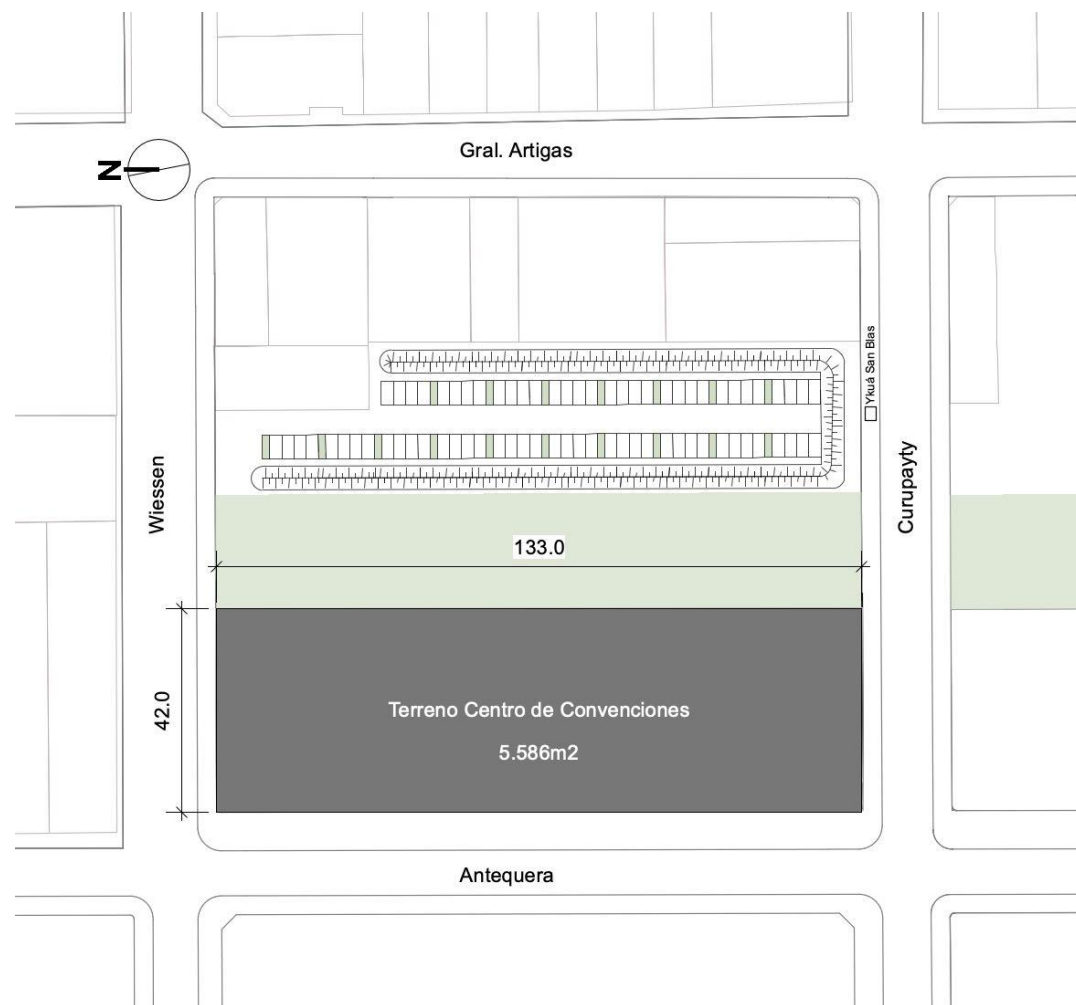 Gral. Artigas
N
Ykuá San Blas
Curupayty
Wiessen
133.0
42.0
Terreno Centro de Convenciones
5.586m2
Antequera